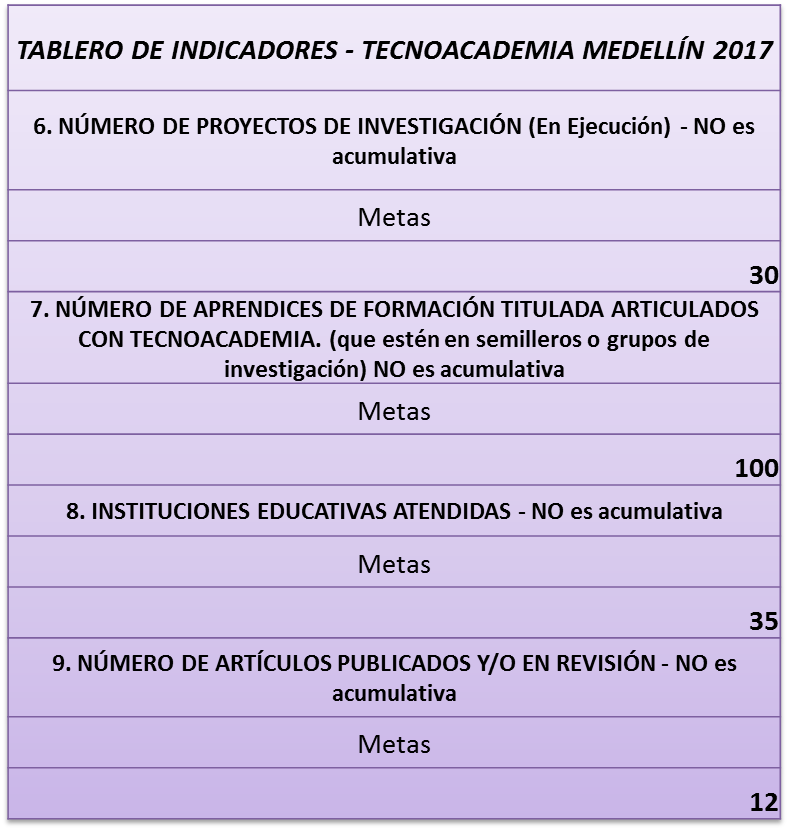 TABLERO DE INDICADORES - TECNOACADEMIA MEDELLÍN 2017
6. NÚMERO DE PROYECTOS DE INVESTIGACIÓN (En Ejecución) - NO es
acumulativa
Metas
30
7. NÚMERO DE APRENDICES DE FORMACIÓN TITULADA ARTICULADOS
CON TECNOACADEMIA. (que estén en semilleros o grupos de
investigación) NO es acumulativa
Metas
100
8. INSTITUCIONES EDUCATIVAS ATENDIDAS - NO es acumulativa
Metas
35
9. NÚMERO DE ARTÍCULOS PUBLICADOS Y/O EN REVISIÓN - NO es
acumulativa
Metas
12